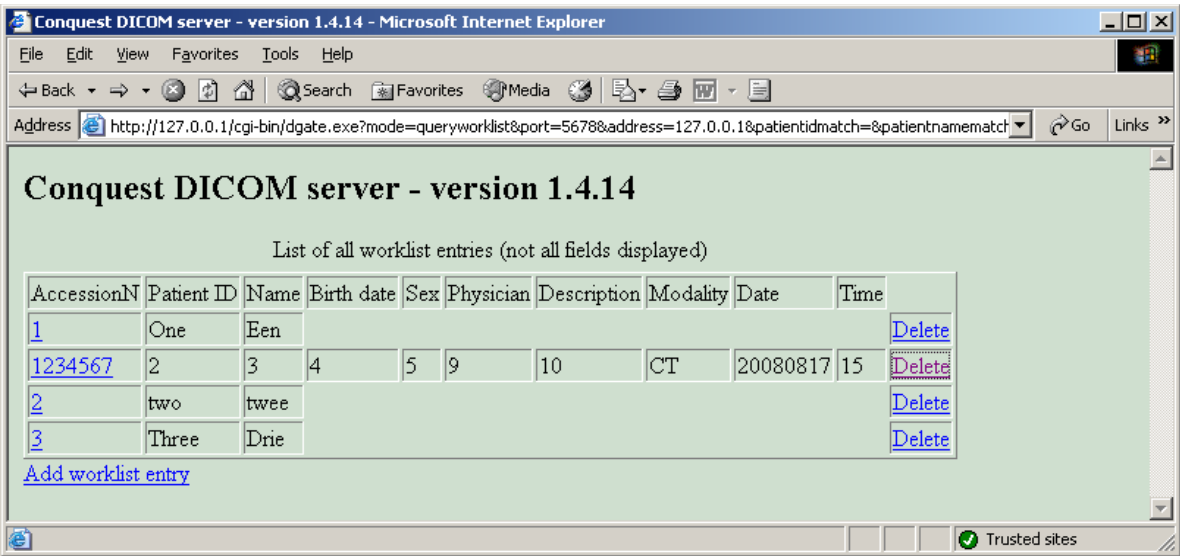 Conquest DICOM server - version 1.4.14 - Microsoft Internet Explorer
File Edit View Favorites Tools Help
Back Search Favorites Media W
Address http://127.0.0.1/cgi-bin/dgate.exe?mode=queryworklist&port=5678&address=127.0.0.1&patientidmatch=&patientnamematch Go Links »
Conquest DICOM server - version 1.4.14
List of all worklist entries (not all fields displayed)
AccessionN Patient ID Name Birth date Sex Physician Description Modality Date Time
1 One Een Delete
1234567 2 3 4 5 9 10 CT 20080817 15 Delete
2 two twee Delete
3 Three Drie Delete
Add worklist entry
Trusted sites